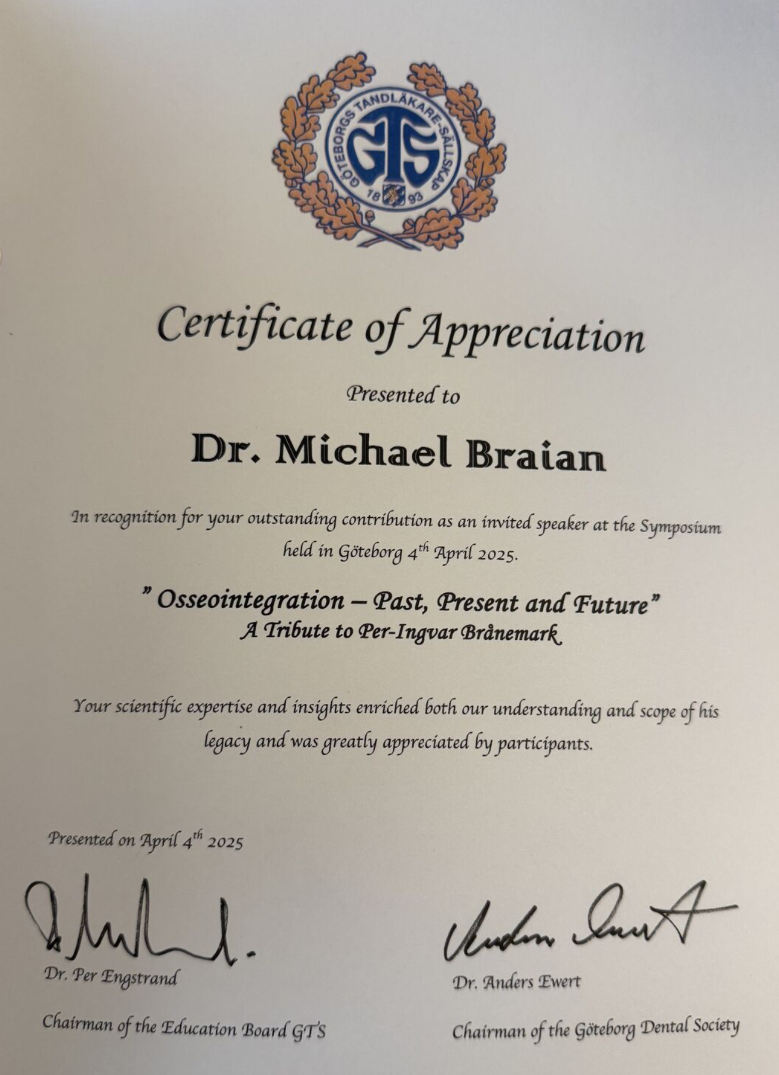 GÖTEBORGS TANDLÄKARE-SÄLLSKAP
GTS
18 93
Certificate of Appreciation
Presented to
Dr. Michael Braian
In recognition for your outstanding contribution as an invited speaker at the Symposium
held in Göteborg 4th April 2025.
” Osseointegration – Past, Present and Future”
A Tribute to Per-Ingvar Brånemark
Your scientific expertise and insights enriched both our understanding and scope of his
legacy and was greatly appreciated by participants.
Presented on April 4th 2025
Dr. Per Engstrand
Chairman of the Education Board GTS
Anders Ewert
Dr. Anders Ewert
Chairman of the Göteborg Dental Society